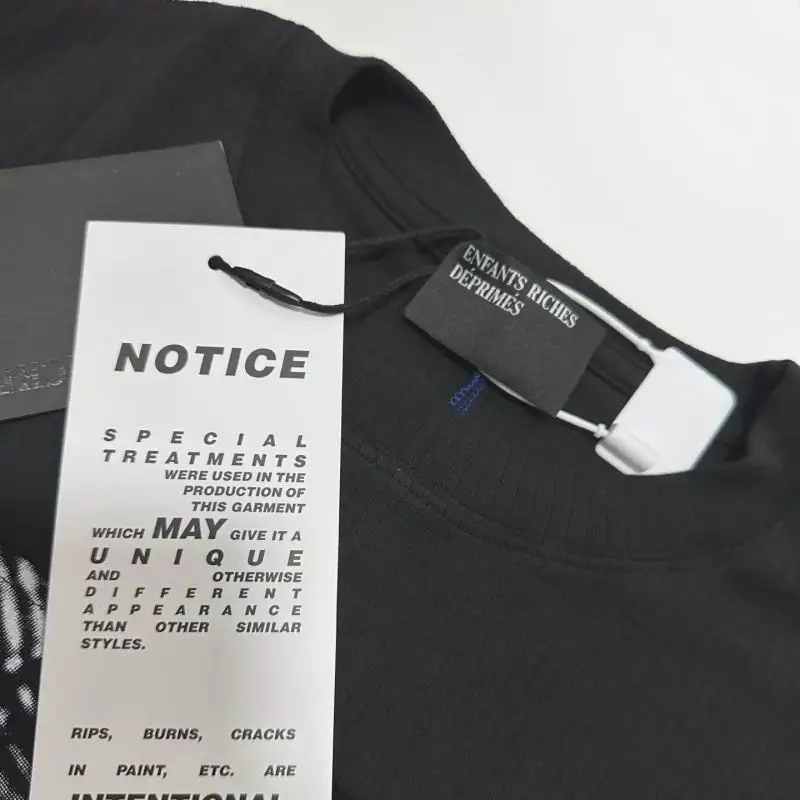 ENFANTS RICHES
DÉPRIMÉS
NOTICE
SPECIAL
TREATMENTS
WERE USED IN THE
PRODUCTION OF
THIS GARMENT
WHICH MAY GIVE IT A
UNIQUE
AND OTHERWISE
DIFFERENT
APPEARANCE
THAN OTHER SIMILAR
STYLES.
RIPS, BURNS, CRACKS
IN PAINT, ETC. ARE
INTENTIONAL